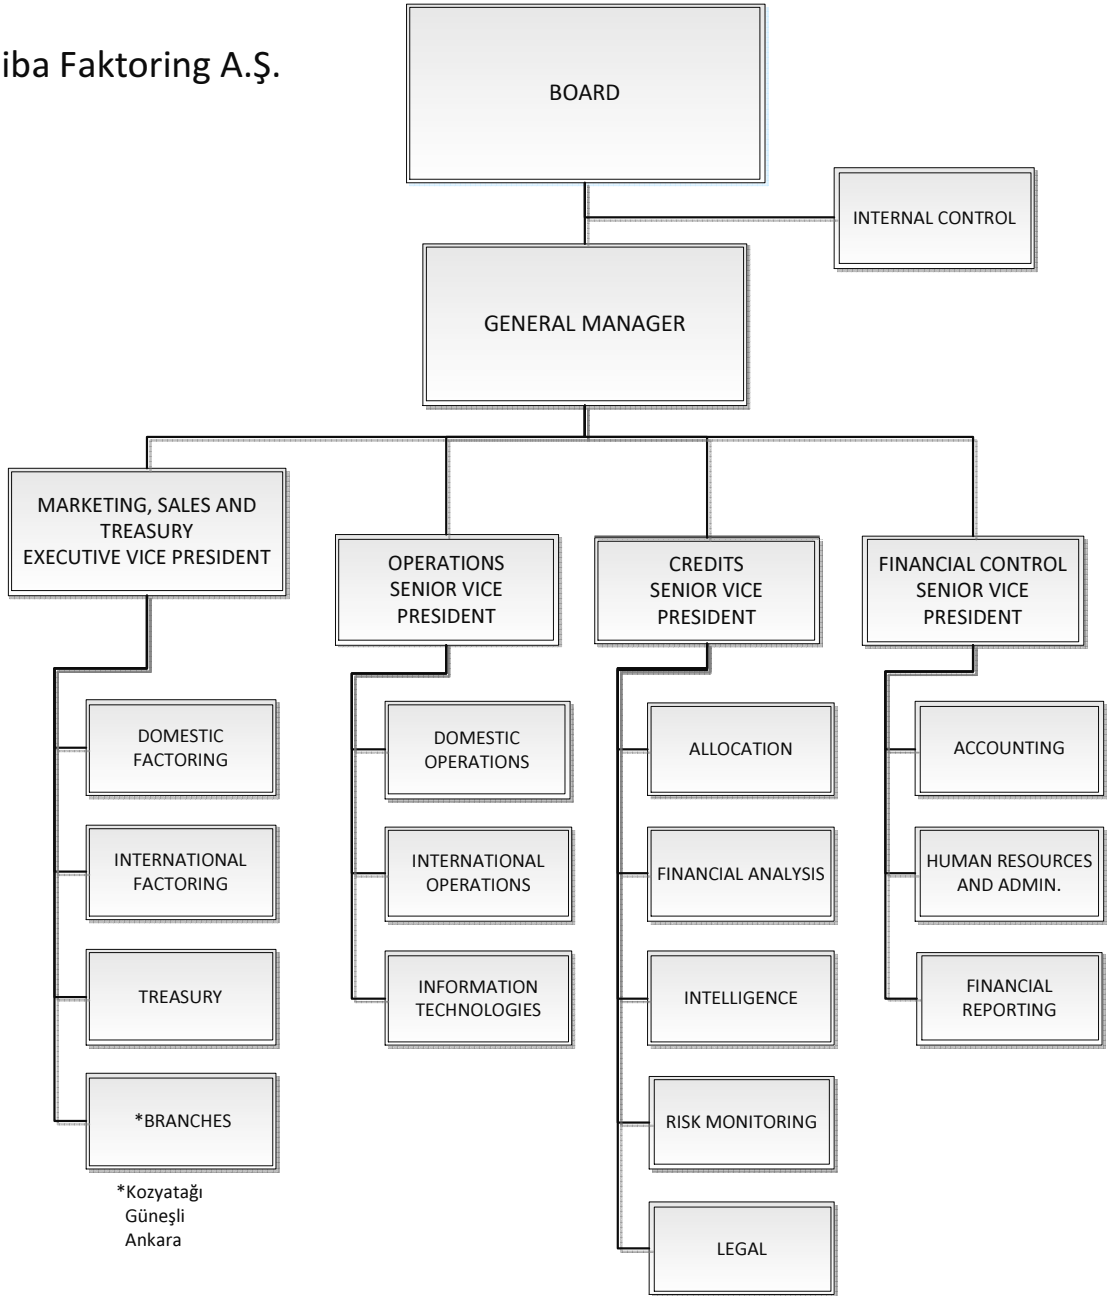 iba Faktoring A.Ş.
BOARD
INTERNAL CONTROL
GENERAL MANAGER
MARKETING, SALES AND
TREASURY
EXECUTIVE VICE PRESIDENT
OPERATIONS
SENIOR VICE
PRESIDENT
CREDITS
SENIOR VICE
PRESIDENT
FINANCIAL CONTROL
SENIOR VICE
PRESIDENT
DOMESTIC
FACTORING
INTERNATIONAL
FACTORING
TREASURY
*BRANCHES
*Kozyatağı
Güneşli
Ankara
DOMESTIC
OPERATIONS
INTERNATIONAL
OPERATIONS
INFORMATION
TECHNOLOGIES
ALLOCATION
FINANCIAL ANALYSIS
INTELLIGENCE
RISK MONITORING
LEGAL
ACCOUNTING
HUMAN RESOURCES
AND ADMIN.
FINANCIAL
REPORTING